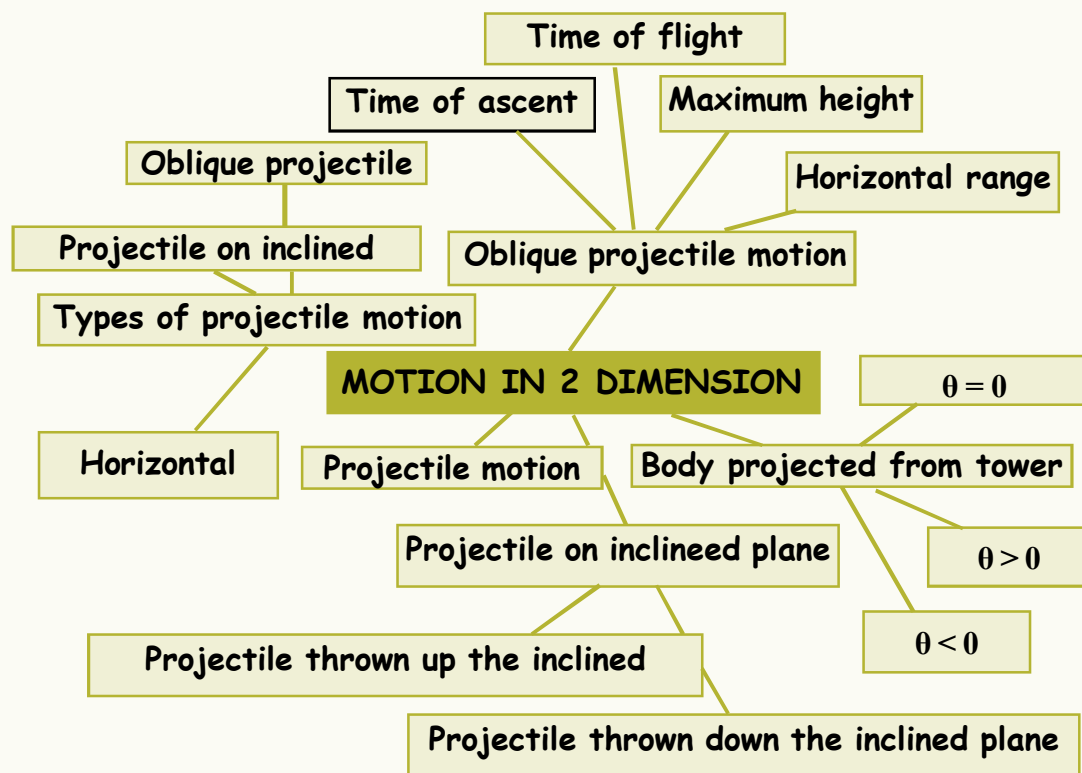 Time of flight
Time of ascent
Maximum height
Oblique projectile
Horizontal range
Projectile on inclined
Oblique projectile motion
Types of projectile motion
MOTION IN 2 DIMENSION
θ = 0
Horizontal
Projectile motion
Body projected from tower
Projectile on inclineed plane
θ > 0
θ < 0
Projectile thrown up the inclined
Projectile thrown down the inclined plane